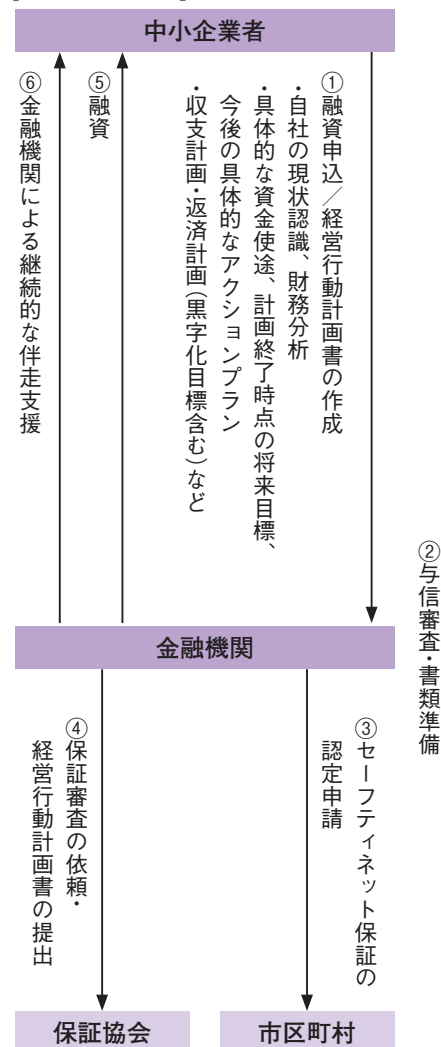 中小企業者
①融資申込／経営行動計画書の作成
・自社の現状認識、財務分析
・具体的な資金使途、計画終了時点の将来目標、
今後の具体的なアクションプラン
・収支計画・返済計画(黒字化目標含む)など
⑤融資
⑥金融機関による継続的な伴走支援
②与信審査・書類準備
金融機関
③セーフティネット保証の
認定申請
④保証審査の依頼・
経営行動計画書の提出
保証協会
市区町村